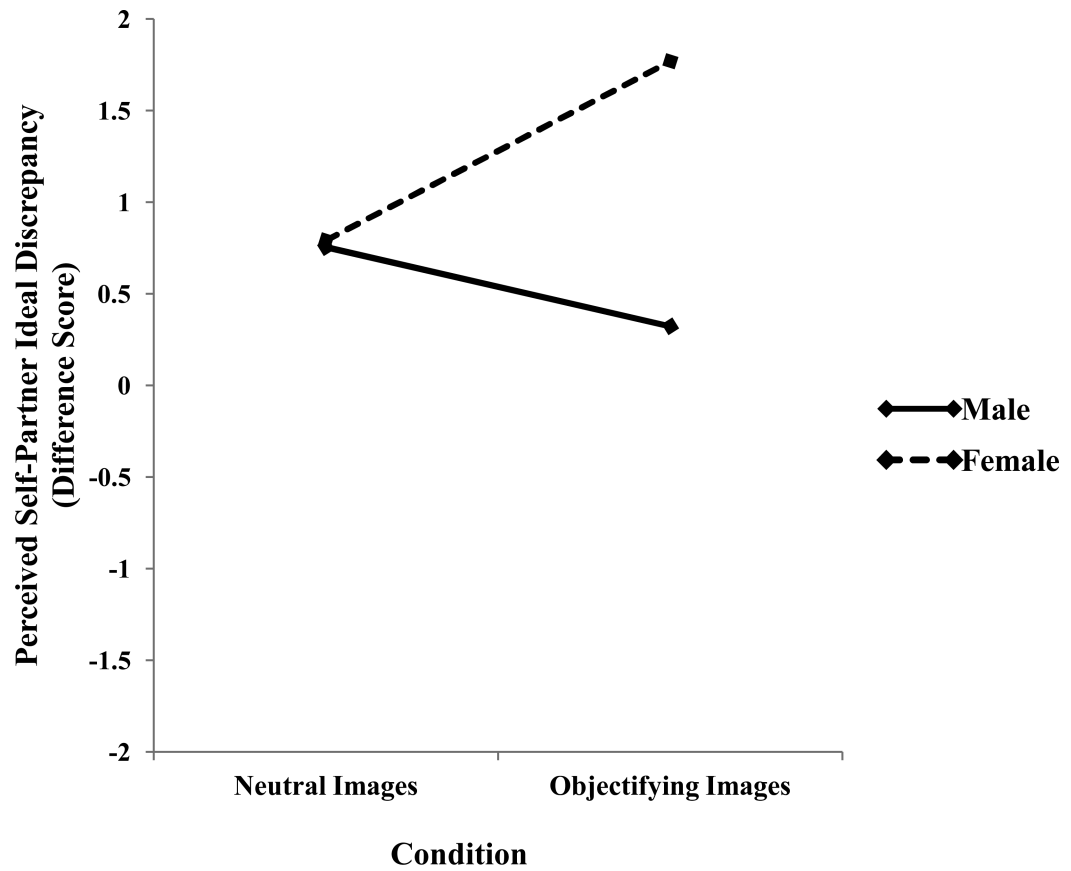 Perceived Self-Partner Ideal Discrepancy
(Difference Score)
2
1.5
1
0.5
0
-0.5
-1
-1.5
-2
Neutral Images
Objectifying Images
Condition
Male
Female